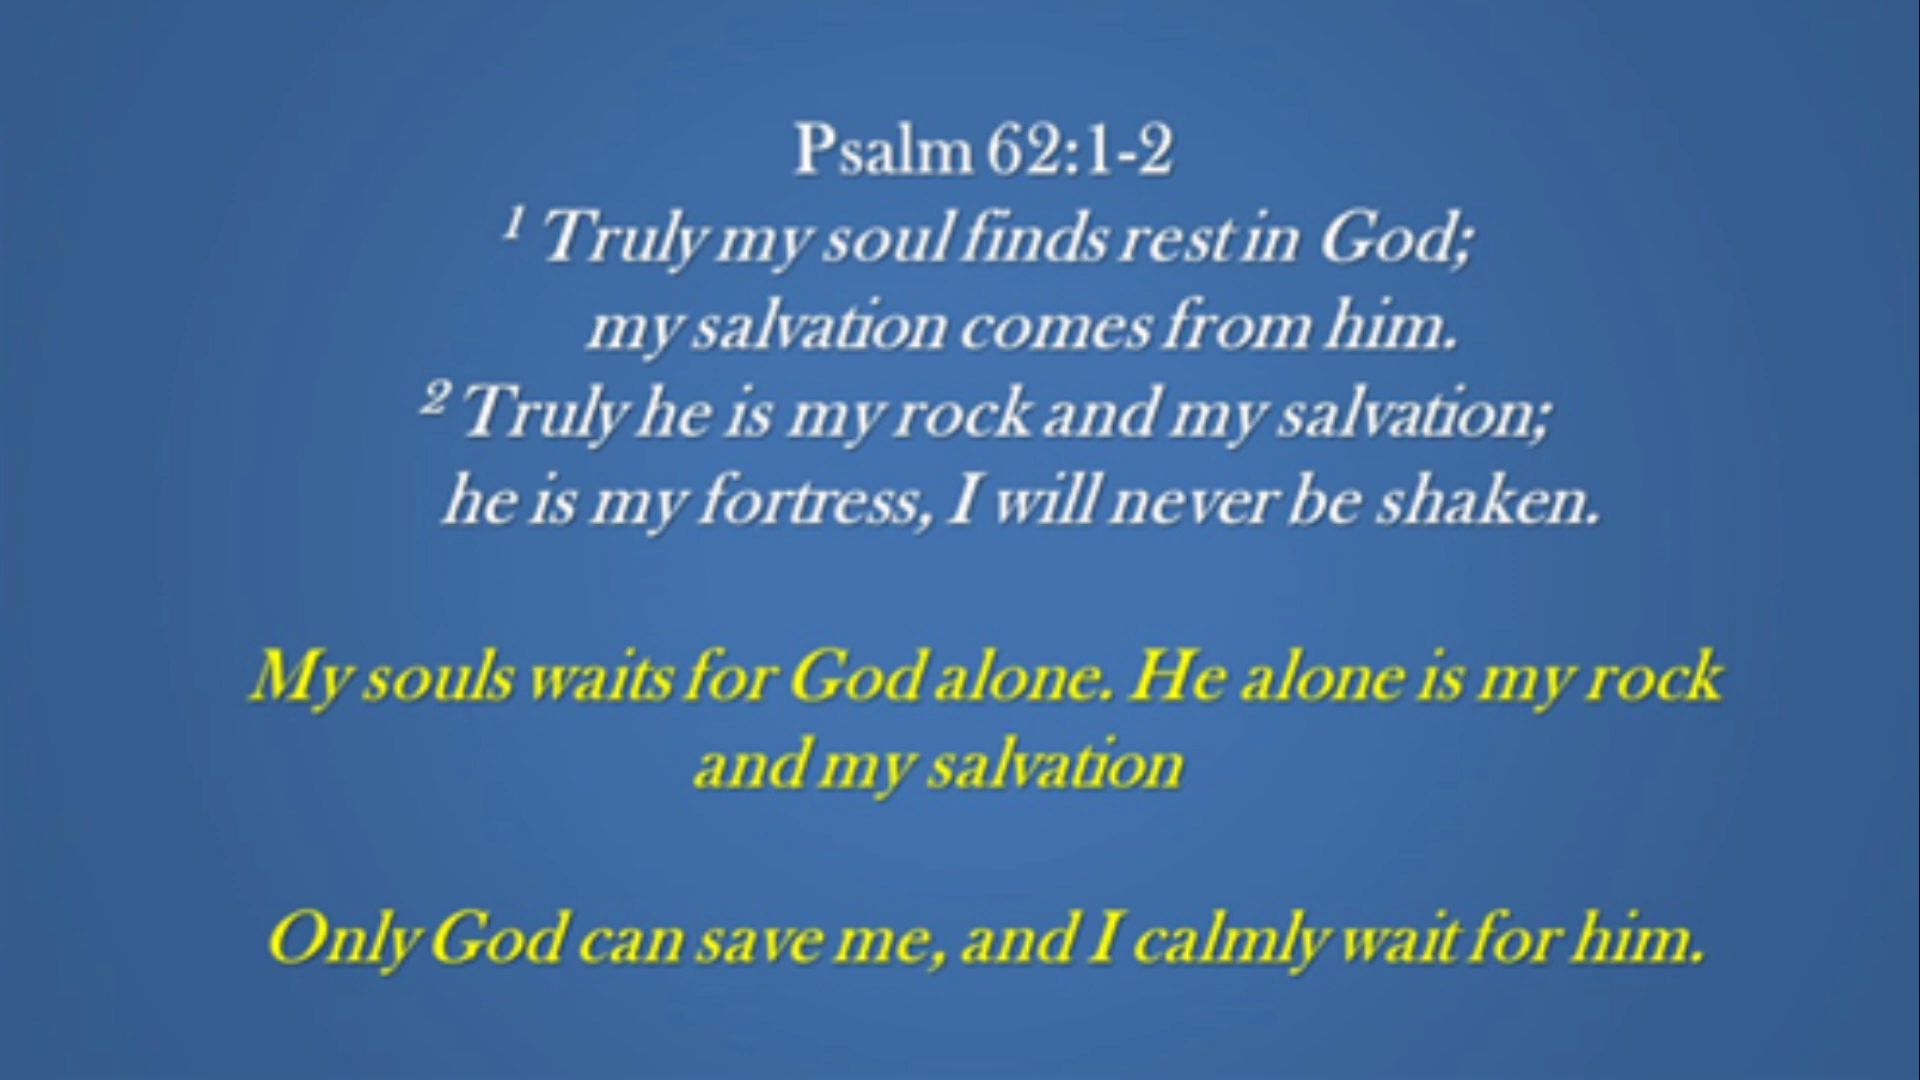 Psalm 62:1-2
1 Truly my soul finds rest in God;
my salvation comes from him.
2 Truly he is my rock and my salvation;
he is my fortress, I will never be shaken.
My souls waits for God alone. He alone is my rock
and my salvation
Only God can save me, and I calmly wait for him.